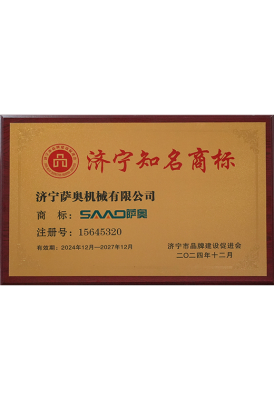 济宁知名商标
济宁萨奥机械有限公司
商 标：SAAO萨奥
注册号：15645320
有效期：2024年12月—2027年12月
济宁市品牌建设促进会
二〇二四年十二月